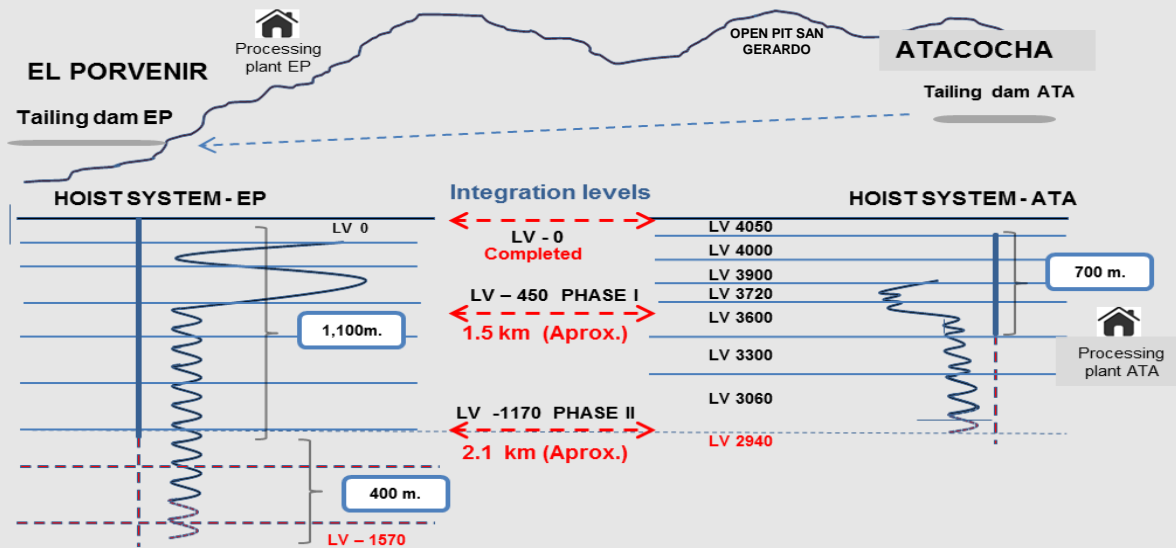 OPEN PIT SAN
GERARDO
ATACOCHA
Processing
plant EP
EL PORVENIR
Tailing dam EP
Tailing dam ATA
Integration levels
HOIST SYSTEM - EP
HOIST SYSTEM - ATA
LV 0
LV - 0
Completed
LV 4050
LV 4000
LV 3900
700 m.
LV – 450 PHASE I
LV 3720
LV 3600
1,100m.
1.5 km (Aprox.)
LV 3300
Processing
plant ATA
LV 3060
LV -1170 PHASE II
LV 2940
2.1 km (Aprox.)
400 m.
LV – 1570